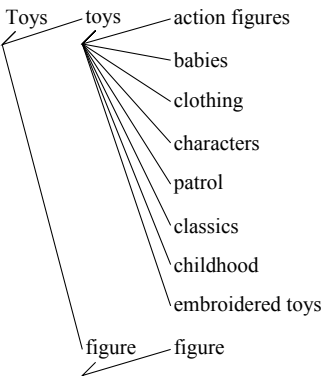 Toys toys action figures
babies
clothing
characters
patrol
classics
childhood
embroidered toys
figure figure